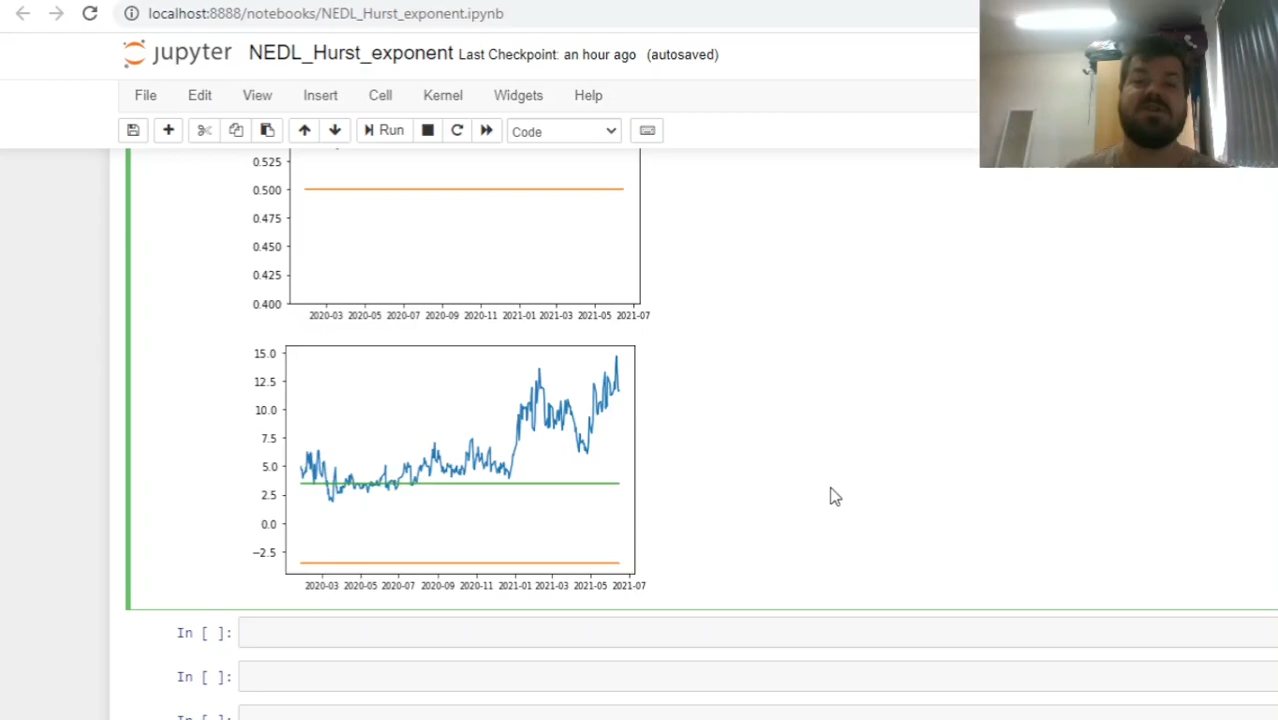 localhost:8888/notebooks/NEDL_Hurst_exponent.ipynb
jupyter NEDL_Hurst_exponent Last Checkpoint: an hour ago (autosaved)
File Edit View Insert Cell Kernel Widgets Help
Run Code
0.525
0.500
0.475
0.450
0.425
0.400
2020-03 2020-05 2020-07 2020-09 2020-11 2021-01 2021-03 2021-05 2021-07
15.0
12.5
10.0
7.5
5.0
2.5
0.0
−2.5
2020-03 2020-05 2020-07 2020-09 2020-11 2021-01 2021-03 2021-05 2021-07
In [ ]:
In [ ]: